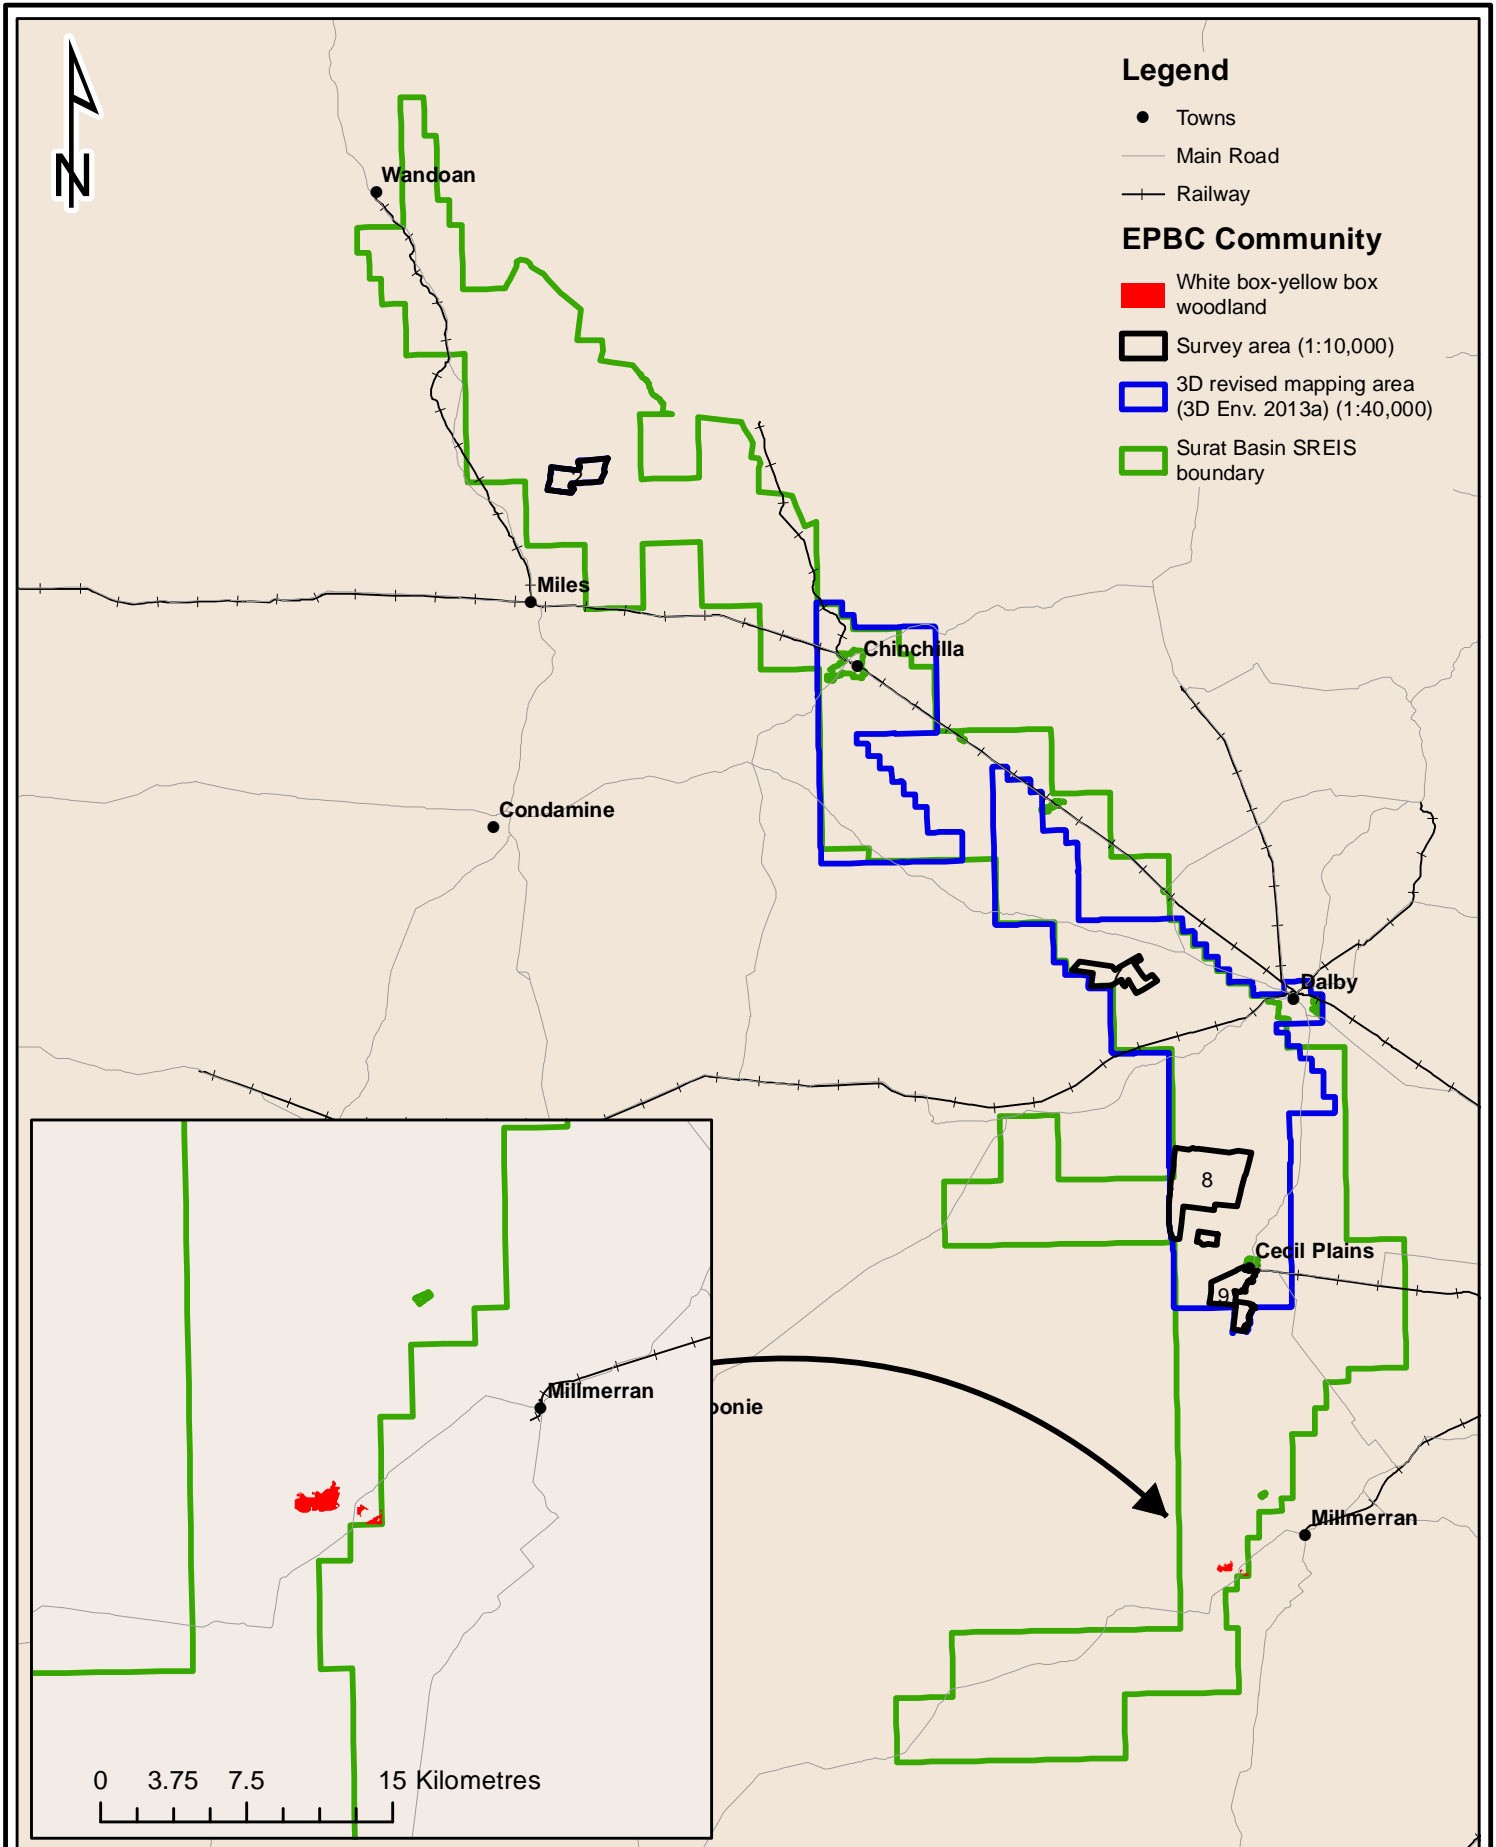 N
Legend
Towns
Main Road
Railway
EPBC Community
White box-yellow box
woodland
Survey area (1:10,000)
3D revised mapping area
(3D Env. 2013a) (1:40,000)
Surat Basin SREIS
boundary
Wandoan
Miles
Chinchilla
Condamine
Dalby
8
Cecil Plains
9
Millmerran
oonie
Millmerran
0 3.75 7.5 15 Kilometres